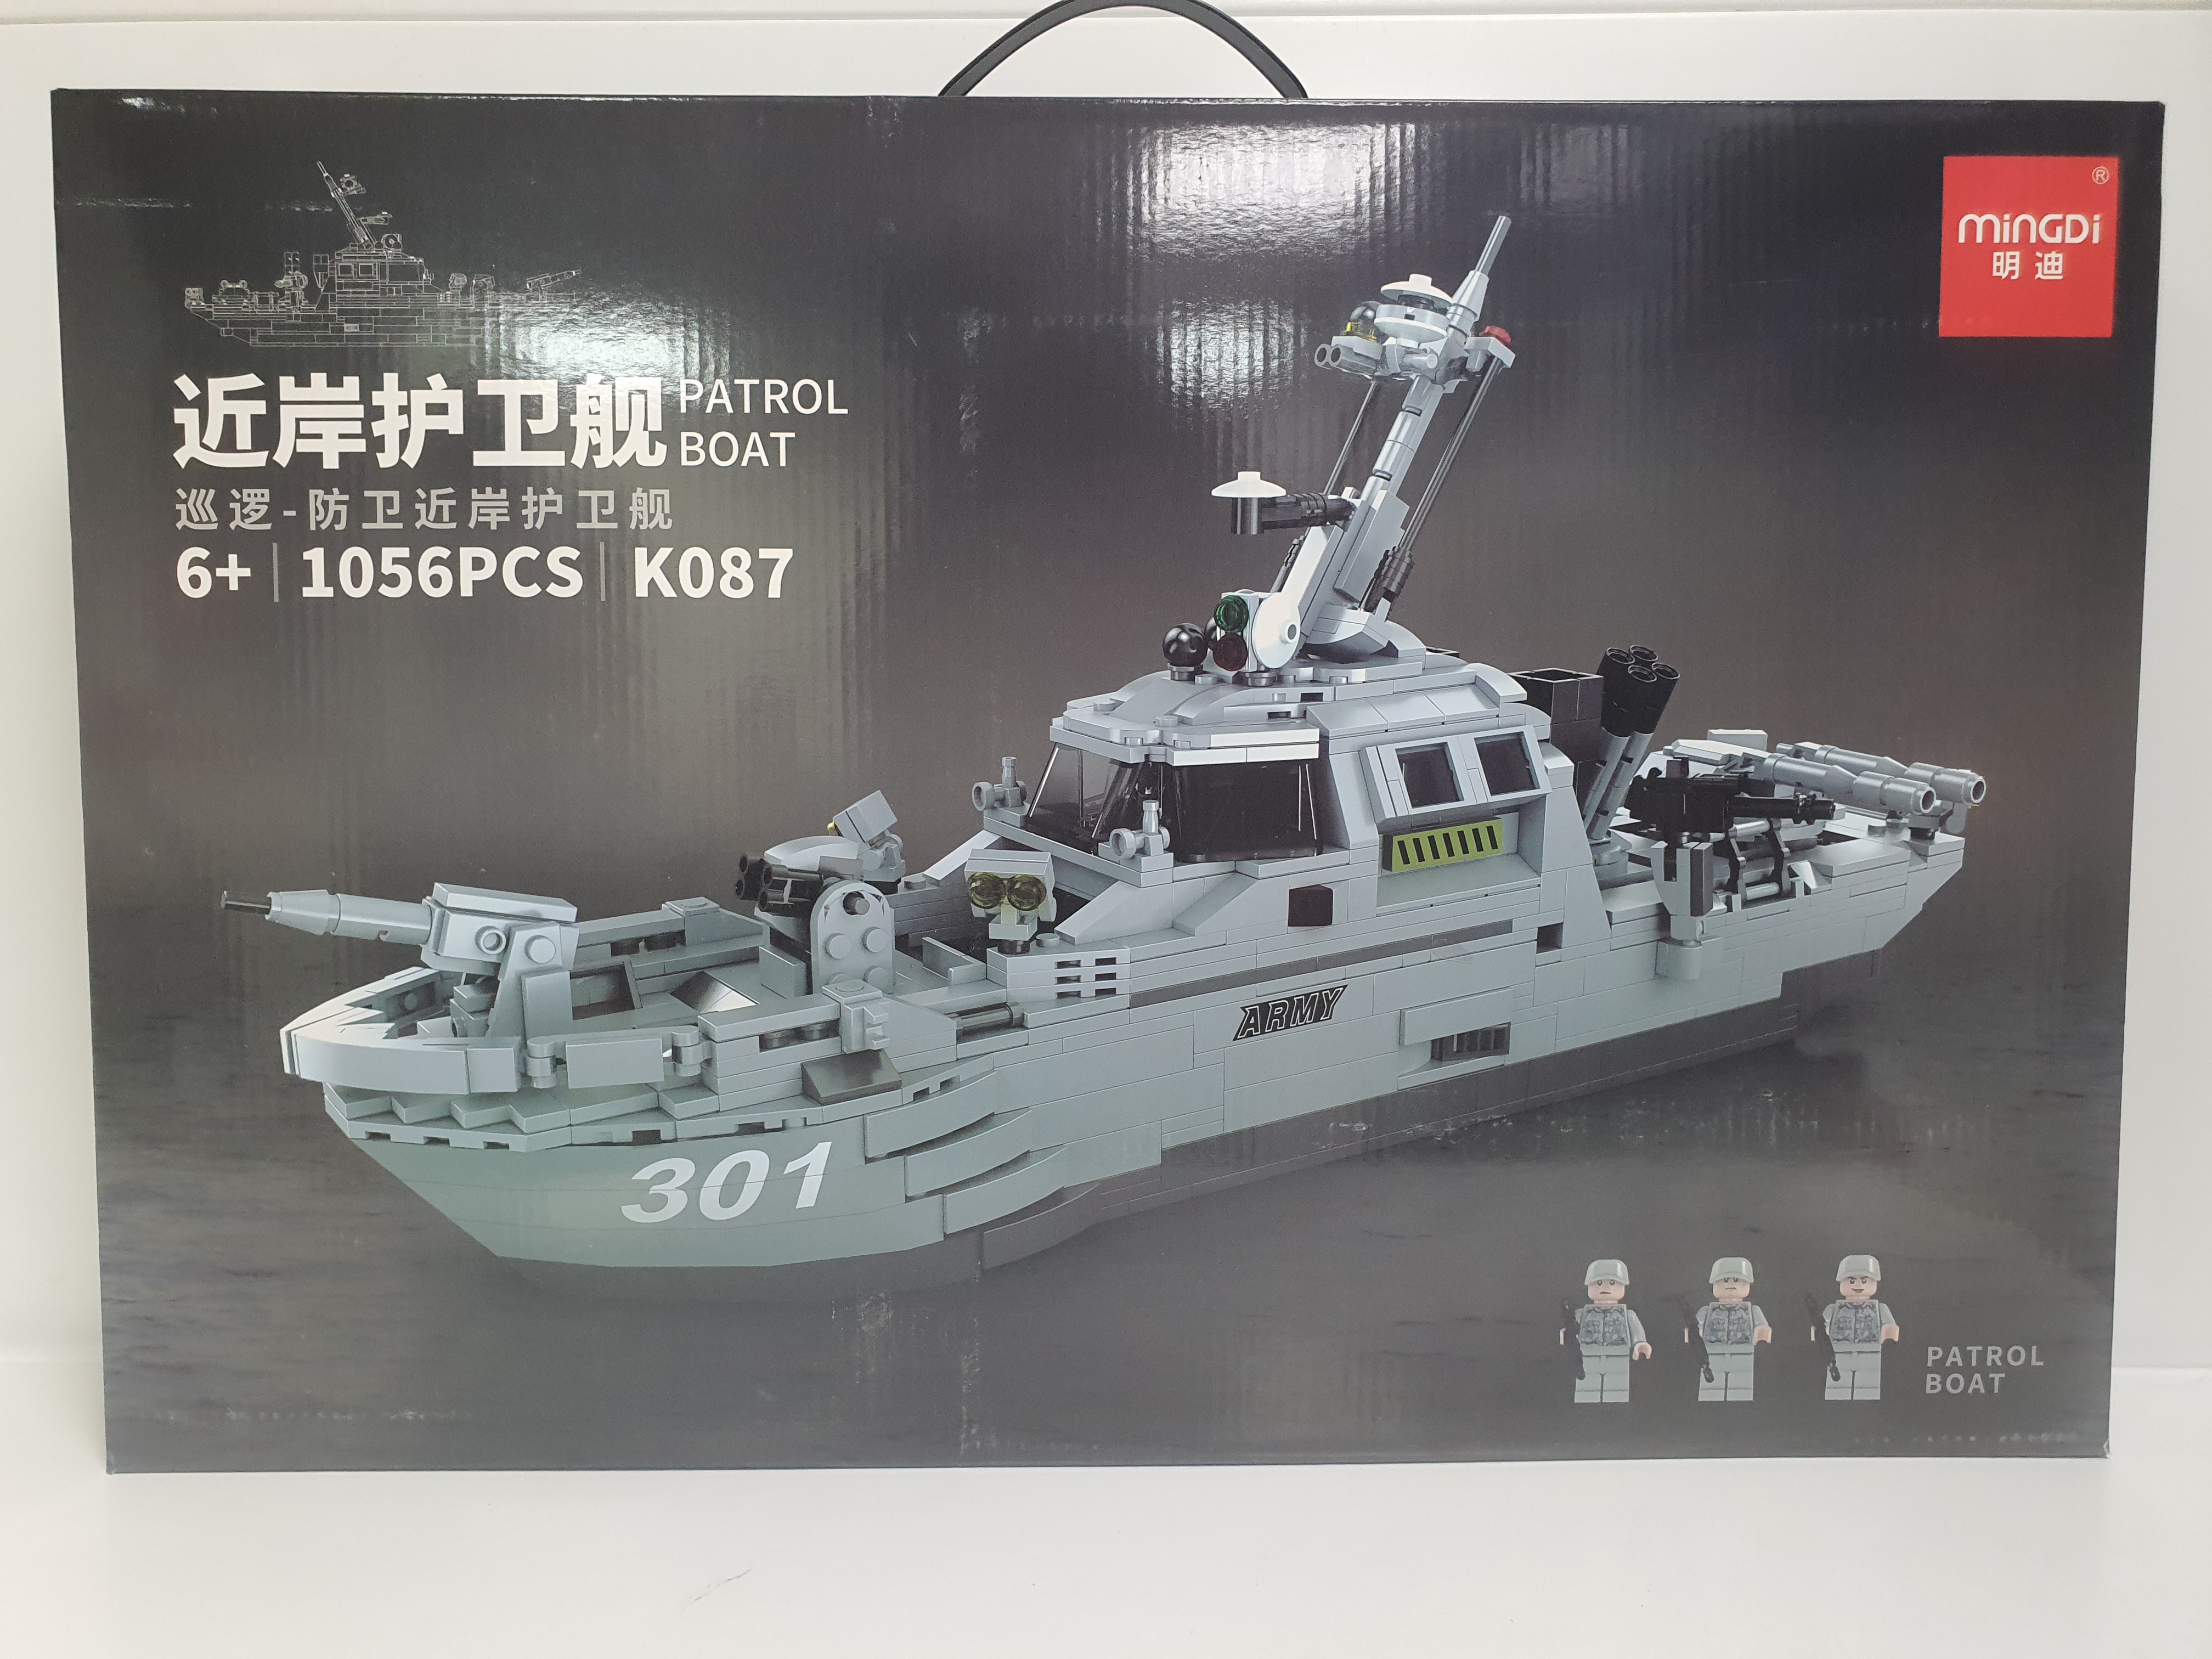 ®
MiNGDi
明迪
近岸护卫舰 PATROL
BOAT
巡逻-防卫近岸护卫舰
6+ | 1056PCS | K087
ARMY
301
PATROL
BOAT